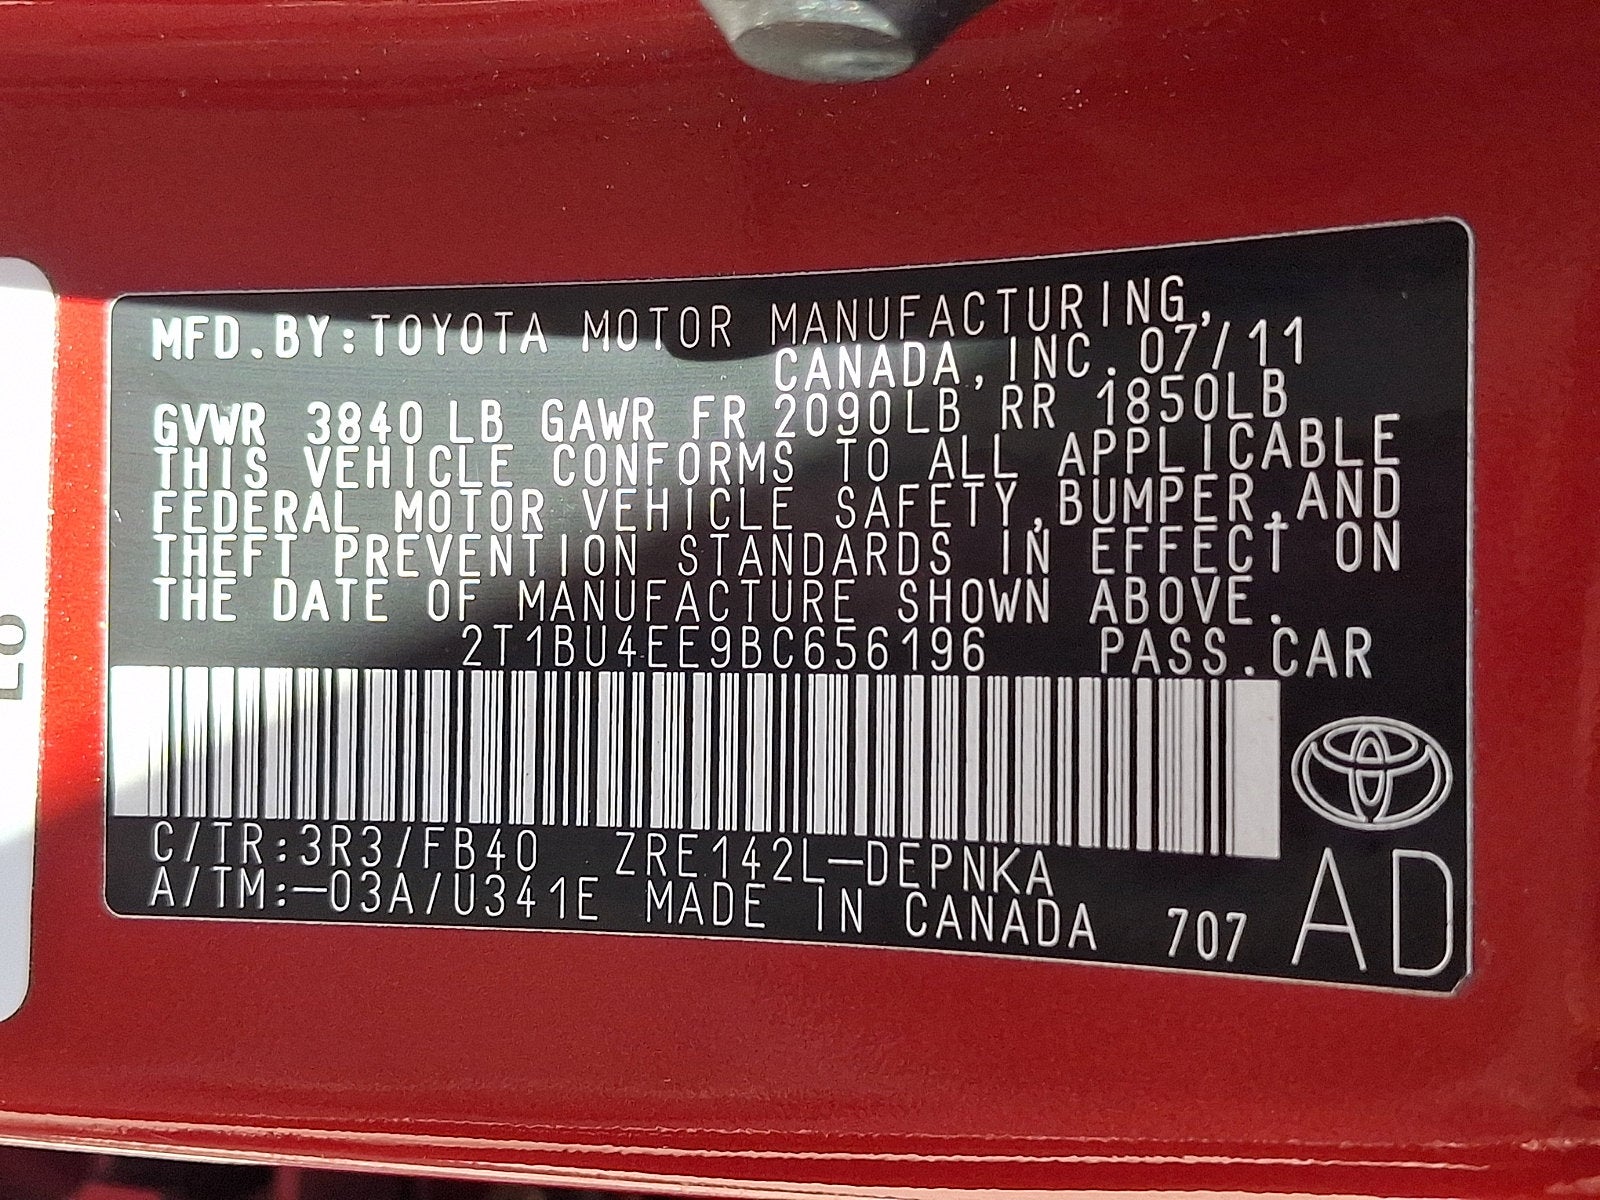 MFD.BY:TOYOTA MOTOR MANUFACTURING,
CANADA,INC. 07/11
GVWR 3840LB GAWR FR 2090LB RR 1850LB
THIS VEHICLE CONFORMS TO ALL APPLICABLE
FEDERAL MOTOR VEHICLE SAFETY,BUMPER,AND
THEFT PREVENTION STANDARDS IN EFFECT ON
THE DATE OF MANUFACTURE SHOWN ABOVE.
2T1BU4EE9BC656196 PASS.CAR
C/TR:3R3/FB40 ZRE142L-DEPNKA
A/TM:-03A/U341E MADE IN CANADA 707
AD